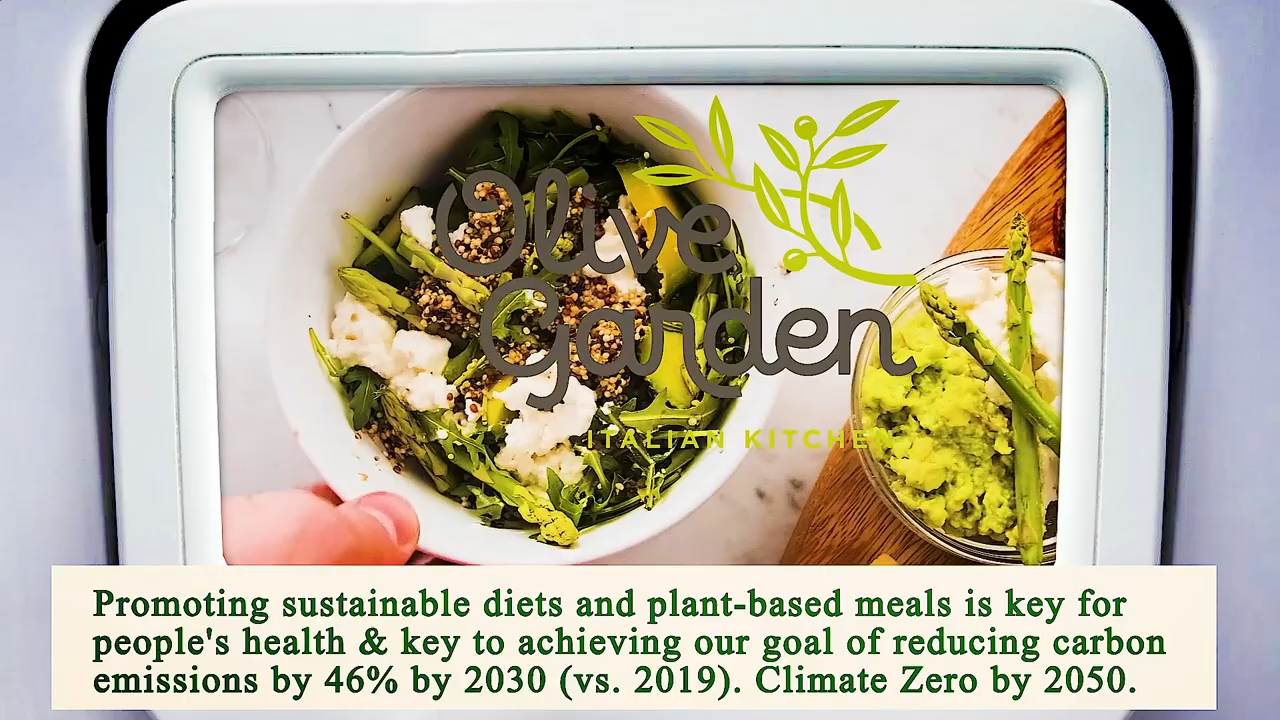 Olive
Garden
ITALIAN KITCHEN
Promoting sustainable diets and plant-based meals is key for
people's health & key to achieving our goal of reducing carbon
emissions by 46% by 2030 (vs. 2019). Climate Zero by 2050.